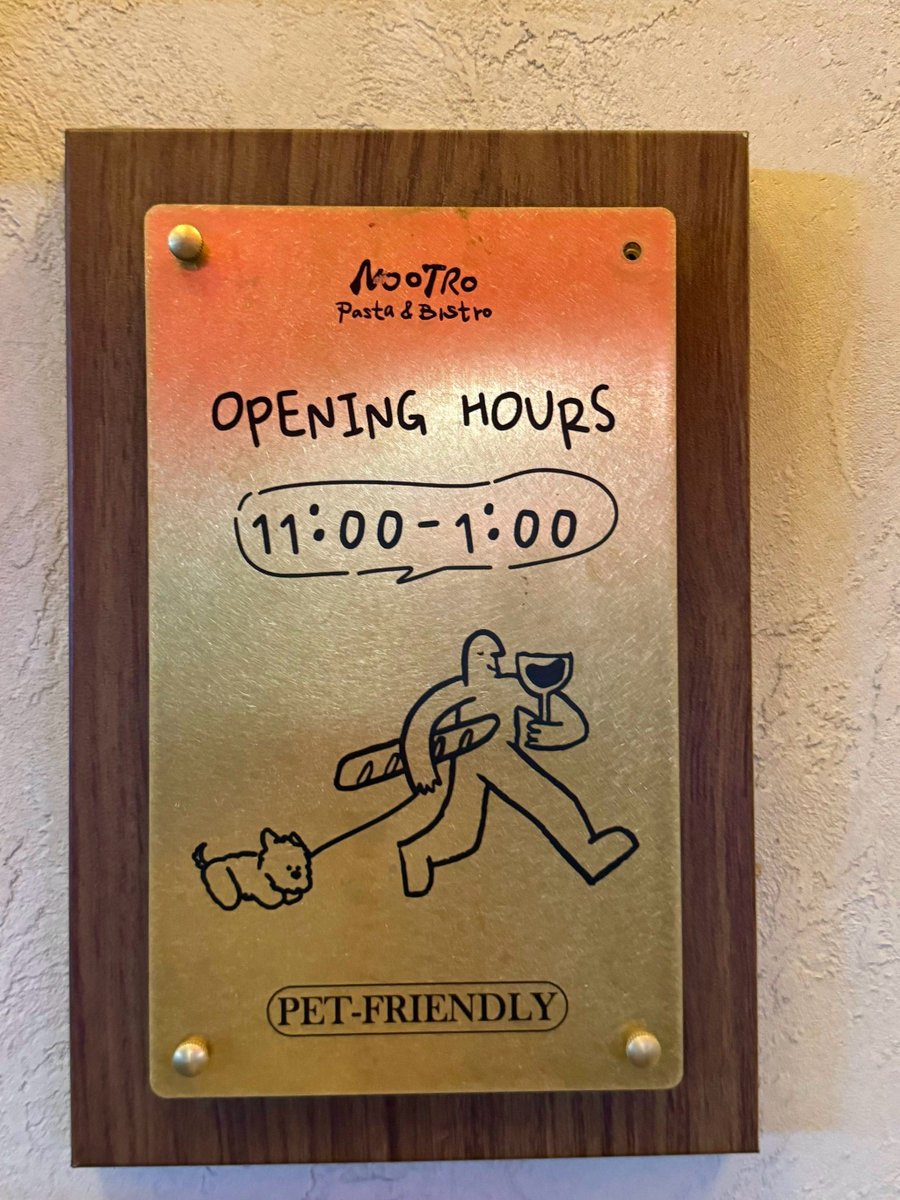 NOOTRO
Pasta & Bistro
OPENING HOURS
11:00-1:00
PET-FRIENDLY